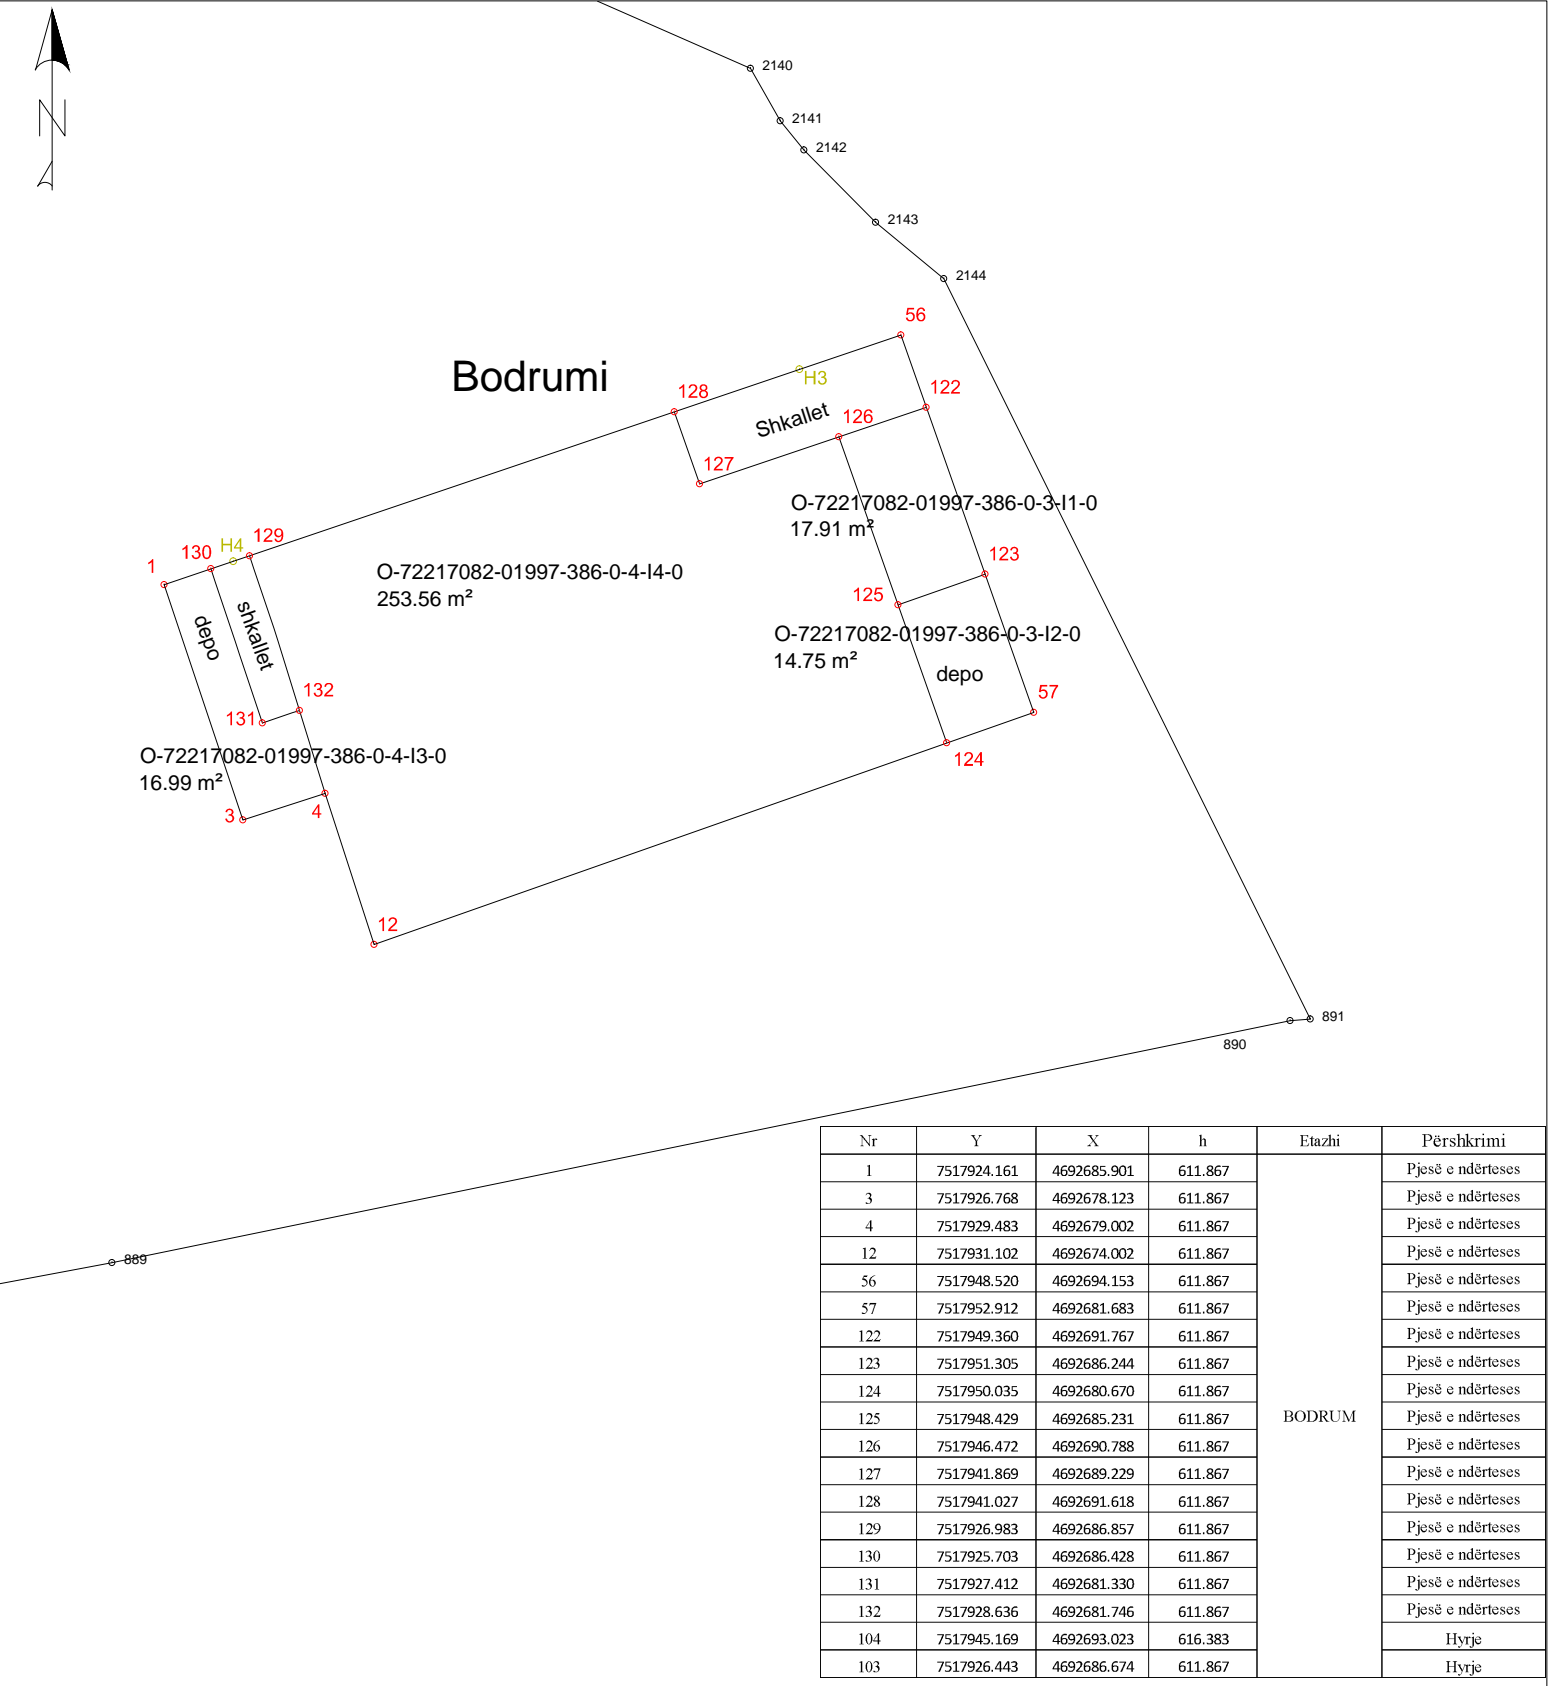 N
2140
2141
2142
2143
2144
56
Bodrumi
H3
128
122
Shkallet
126
127
O-72217082-01997-386-0-3-I1-0
17.91 m²
129
H4
130
1
123
O-72217082-01997-386-0-4-I4-0
253.56 m²
125
shkallet
depo
O-72217082-01997-386-0-3-I2-0
14.75 m²
depo
132
57
131
O-72217082-01997-386-0-4-I3-0
16.99 m²
124
3
4
12
891
890
889
Nr Y X h Etazhi Përshkrimi
1 7517924.161 4692685.901 611.867 Pjesë e ndërteses
3 7517926.768 4692678.123 611.867 Pjesë e ndërteses
4 7517929.483 4692679.002 611.867 Pjesë e ndërteses
12 7517931.102 4692674.002 611.867 Pjesë e ndërteses
56 7517948.520 4692694.153 611.867 Pjesë e ndërteses
57 7517952.912 4692681.683 611.867 Pjesë e ndërteses
122 7517949.360 4692691.767 611.867 Pjesë e ndërteses
123 7517951.305 4692686.244 611.867 Pjesë e ndërteses
124 7517950.035 4692680.670 611.867 Pjesë e ndërteses
125 7517948.429 4692685.231 611.867 BODRUM Pjesë e ndërteses
126 7517946.472 4692690.788 611.867 Pjesë e ndërteses
127 7517941.869 4692689.229 611.867 Pjesë e ndërteses
128 7517941.027 4692691.618 611.867 Pjesë e ndërteses
129 7517926.983 4692686.857 611.867 Pjesë e ndërteses
130 7517925.703 4692686.428 611.867 Pjesë e ndërteses
131 7517927.412 4692681.330 611.867 Pjesë e ndërteses
132 7517928.636 4692681.746 611.867 Pjesë e ndërteses
104 7517945.169 4692693.023 616.383 Hyrje
103 7517926.443 4692686.674 611.867 Hyrje